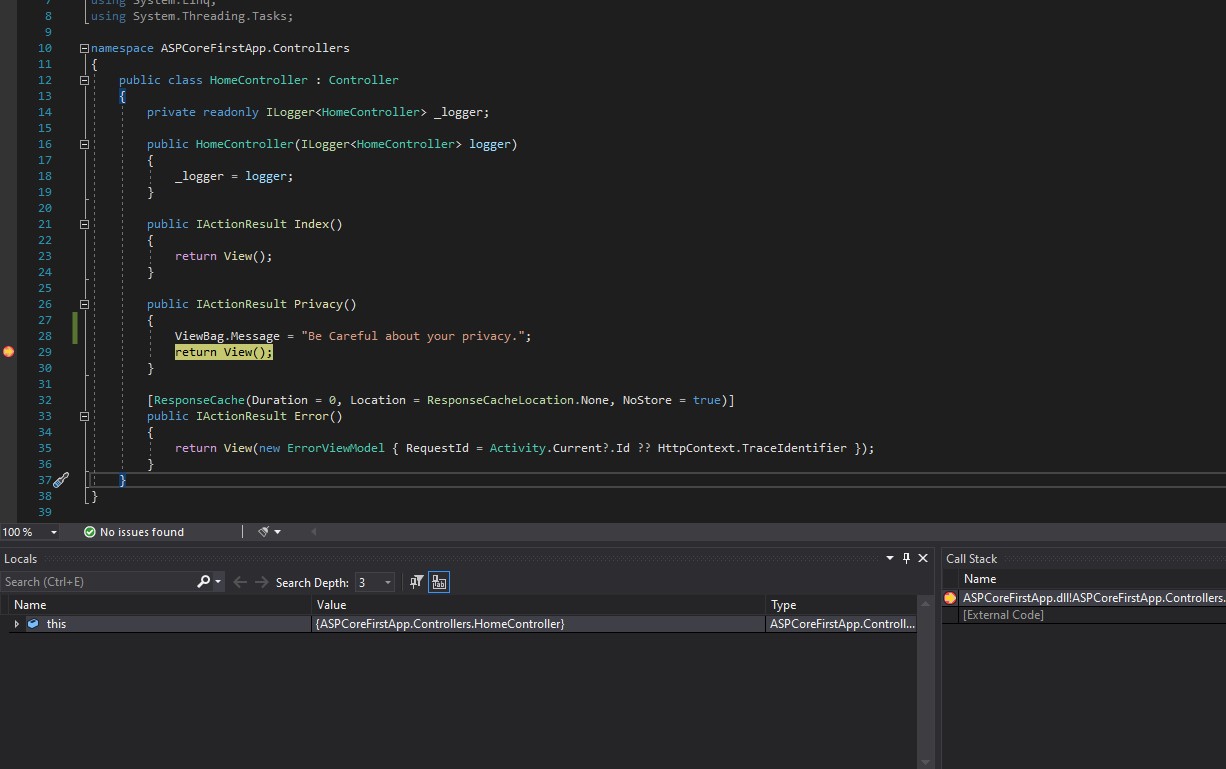 using System.Linq;
8 using System.Threading.Tasks;
9
10 namespace ASPCoreFirstApp.Controllers
11 {
12 public class HomeController : Controller
13 {
14 private readonly ILogger<HomeController> _logger;
15
16 public HomeController(ILogger<HomeController> logger)
17 {
18 _logger = logger;
19 }
20
21 public IActionResult Index()
22 {
23 return View();
24 }
25
26 public IActionResult Privacy()
27 {
28 ViewBag.Message = "Be Careful about your privacy.";
29 return View();
30 }
31
32 [ResponseCache(Duration = 0, Location = ResponseCacheLocation.None, NoStore = true)]
33 public IActionResult Error()
34 {
35 return View(new ErrorViewModel { RequestId = Activity.Current?.Id ?? HttpContext.TraceIdentifier });
36 }
37 }
38 }
39
100 % No issues found
Locals
Search (Ctrl+E) Search Depth: 3
Name Value Type
this {ASPCoreFirstApp.Controllers.HomeController} ASPCoreFirstApp.Controll...
Call Stack
Name
ASPCoreFirstApp.dll!ASPCoreFirstApp.Controllers.
[External Code]